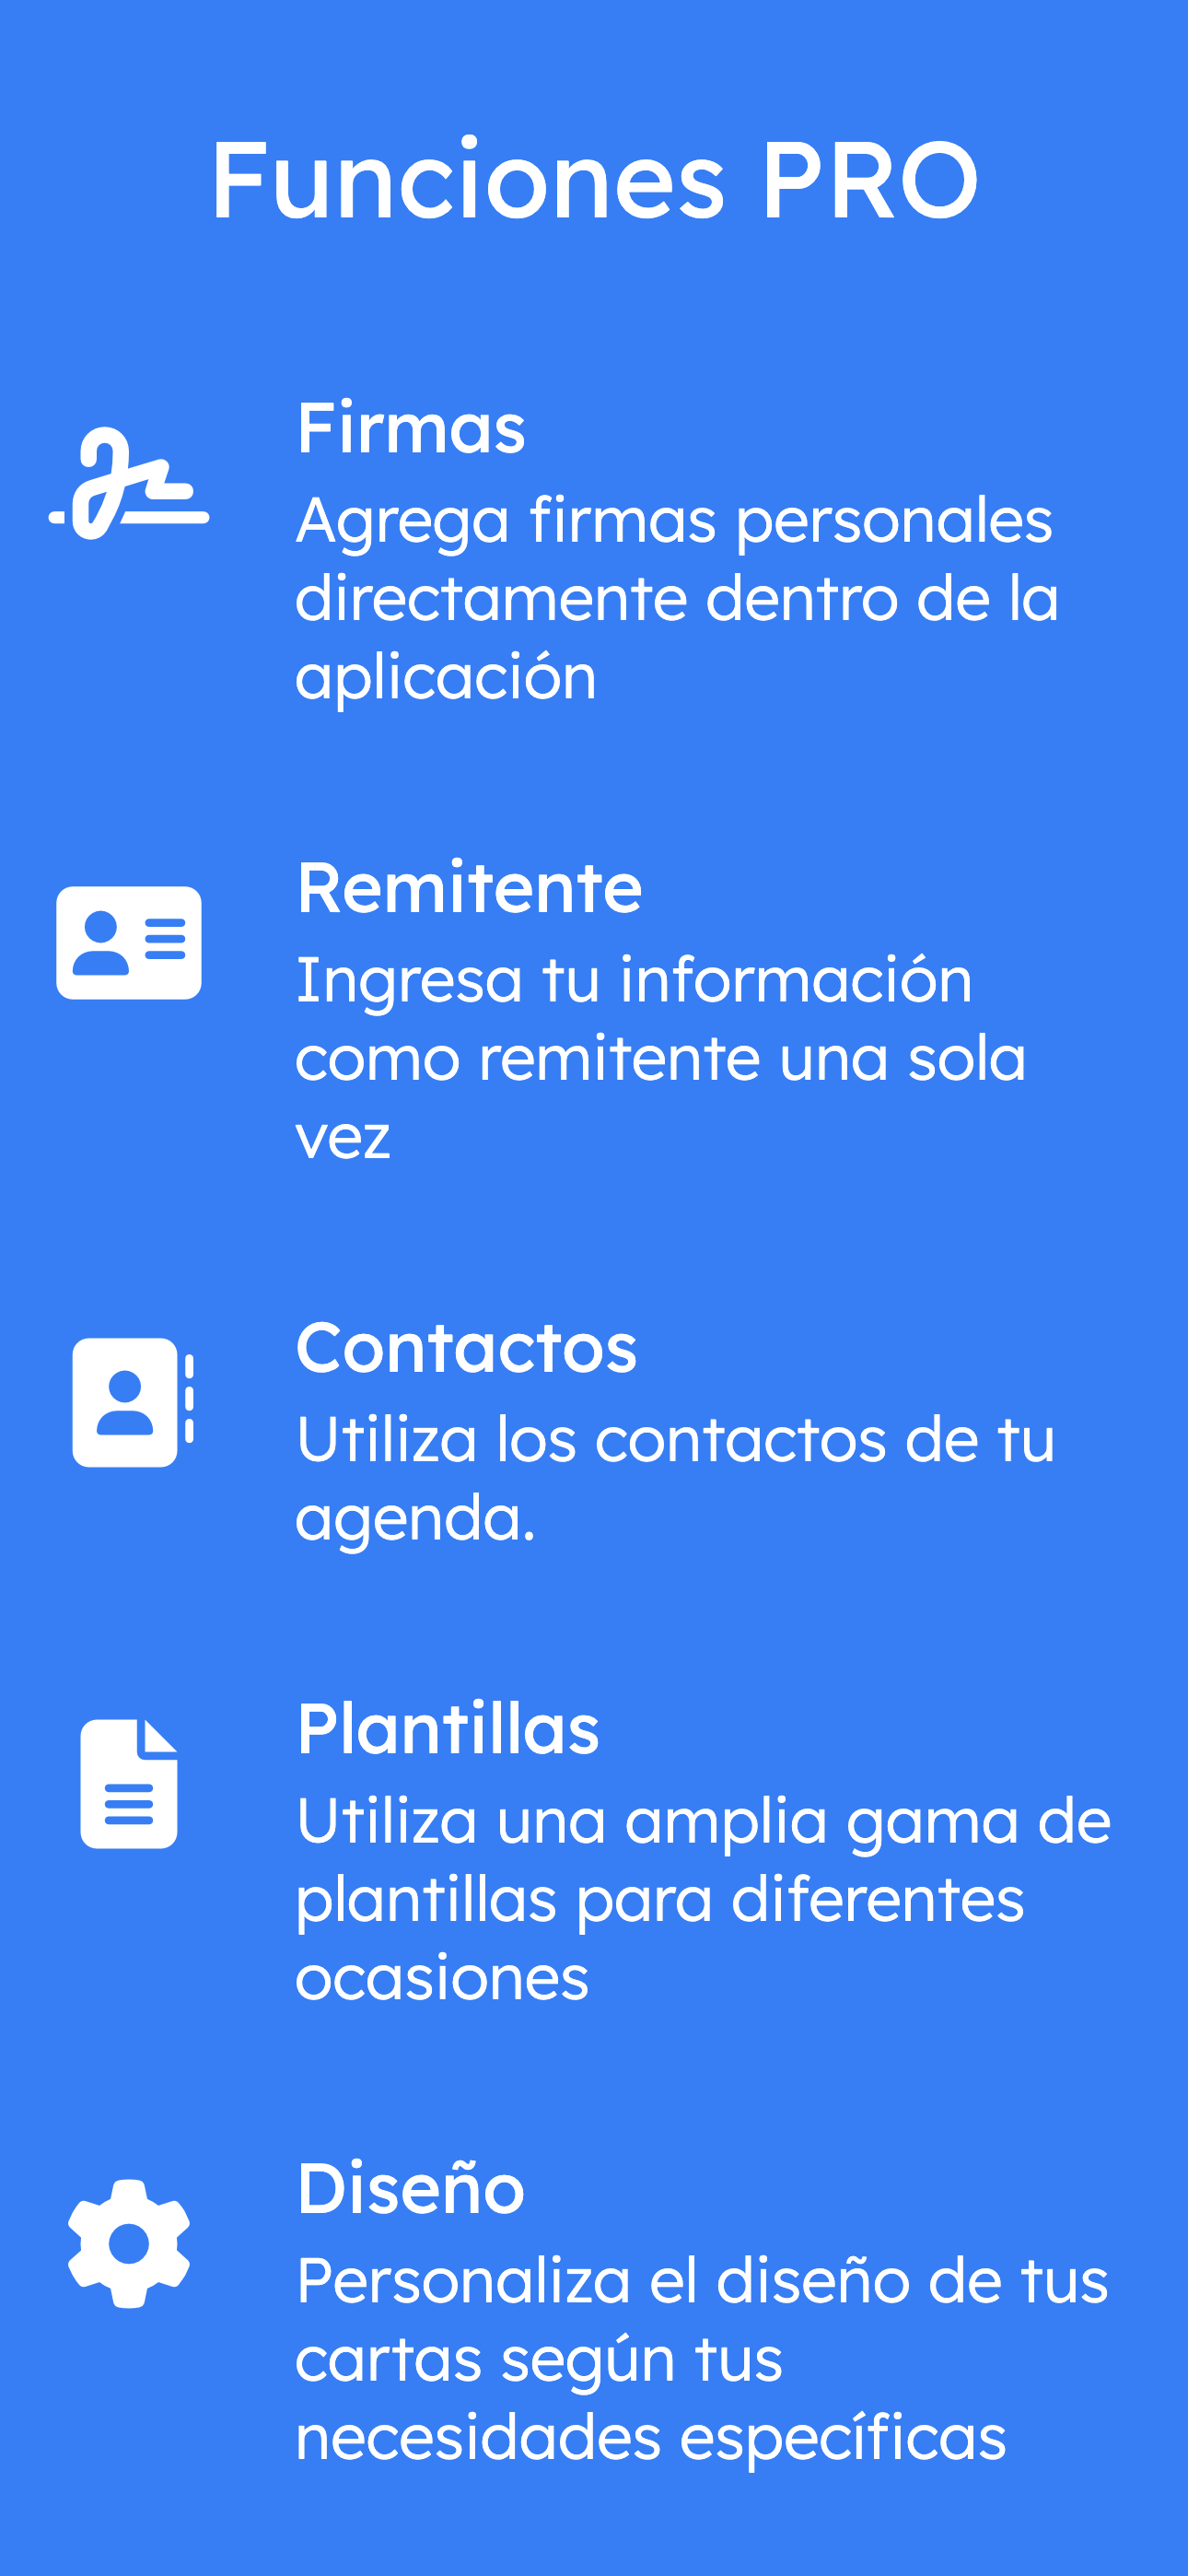 Funciones PRO
Firmas
Agrega firmas personales
directamente dentro de la
aplicación
Remitente
Ingresa tu información
como remitente una sola
vez
Contactos
Utiliza los contactos de tu
agenda.
Plantillas
Utiliza una amplia gama de
plantillas para diferentes
ocasiones
Diseño
Personaliza el diseño de tus
cartas según tus
necesidades específicas